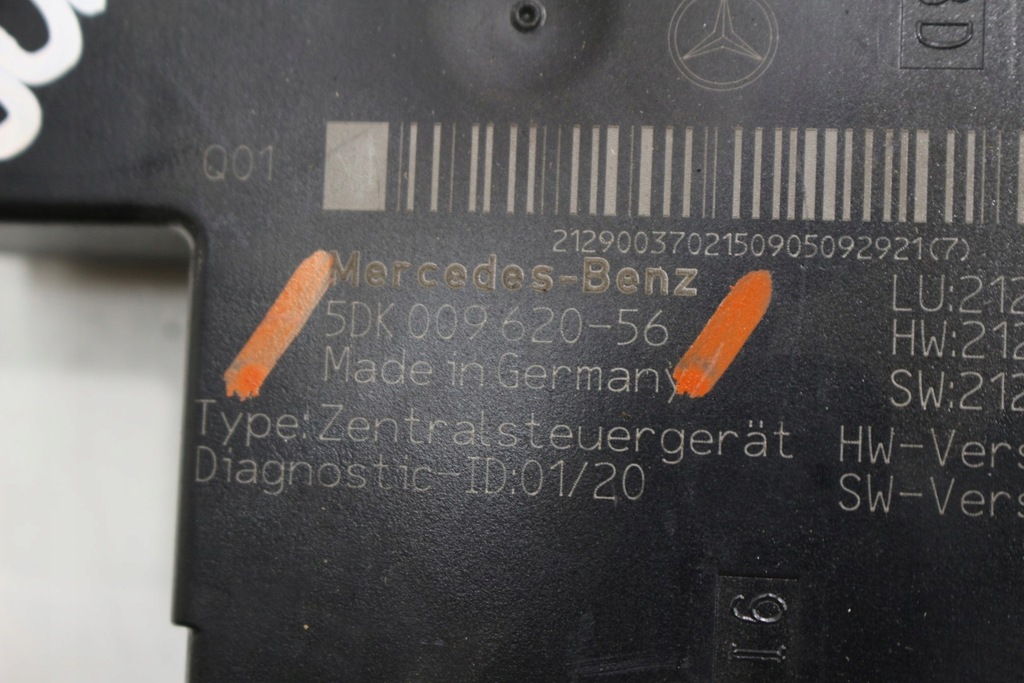 Q01
2129003702150905092921(7)
Mercedes-Benz
5DK 009 620-56
Made in Germany
Type: Zentralsteuergerät
Diagnostic-ID:01/20
LU:212
HW:212
SW:212
HW-Vers
SW-Vers